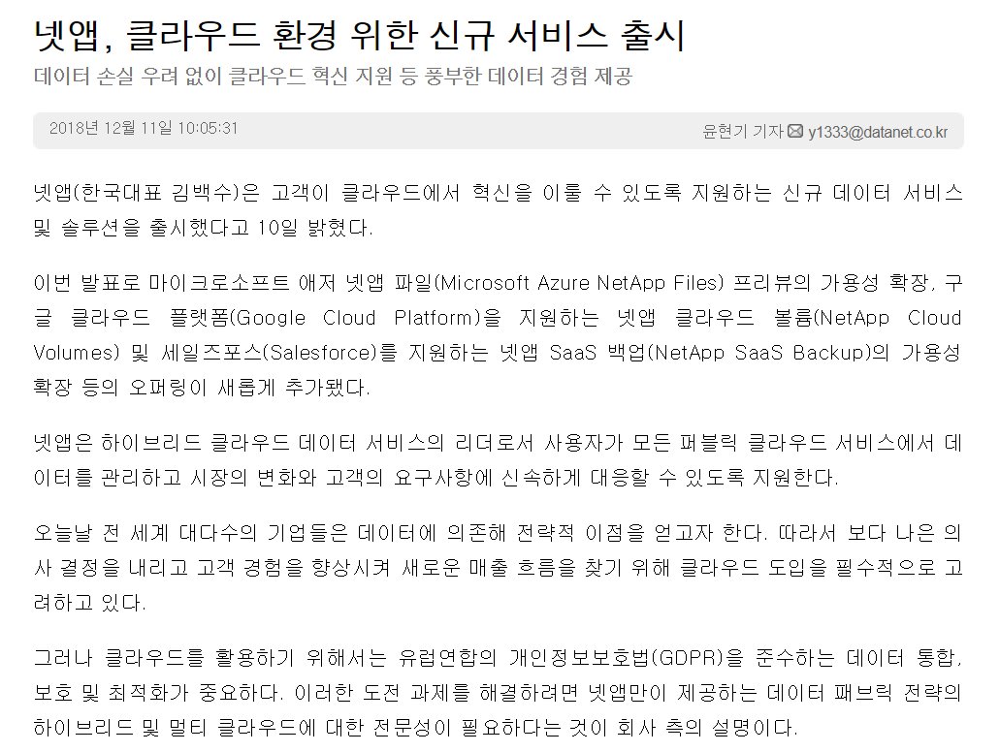 넷앱, 클라우드 환경 위한 신규 서비스 출시
데이터 손실 우려 없이 클라우드 혁신 지원 등 풍부한 데이터 경험 제공
2018년 12월 11일 10:05:31
윤현기 기자 y1333@datanet.co.kr
넷앱(한국대표 김백수)은 고객이 클라우드에서 혁신을 이룰 수 있도록 지원하는 신규 데이터 서비스
및 솔루션을 출시했다고 10일 밝혔다.
이번 발표로 마이크로소프트 애저 넷앱 파일(Microsoft Azure NetApp Files) 프리뷰의 가용성 확장, 구
글 클라우드 플랫폼(Google Cloud Platform)을 지원하는 넷앱 클라우드 볼륨(NetApp Cloud
Volumes) 및 세일즈포스(Salesforce)를 지원하는 넷앱 SaaS 백업(NetApp SaaS Backup)의 가용성
확장 등의 오퍼링이 새롭게 추가됐다.
넷앱은 하이브리드 클라우드 데이터 서비스의 리더로서 사용자가 모든 퍼블릭 클라우드 서비스에서 데
이터를 관리하고 시장의 변화와 고객의 요구사항에 신속하게 대응할 수 있도록 지원한다.
오늘날 전 세계 대다수의 기업들은 데이터에 의존해 전략적 이점을 얻고자 한다. 따라서 보다 나은 의
사 결정을 내리고 고객 경험을 향상시켜 새로운 매출 흐름을 찾기 위해 클라우드 도입을 필수적으로 고
려하고 있다.
그러나 클라우드를 활용하기 위해서는 유럽연합의 개인정보보호법(GDPR)을 준수하는 데이터 통합,
보호 및 최적화가 중요하다. 이러한 도전 과제를 해결하려면 넷앱만이 제공하는 데이터 패브릭 전략의
하이브리드 및 멀티 클라우드에 대한 전문성이 필요하다는 것이 회사 측의 설명이다.